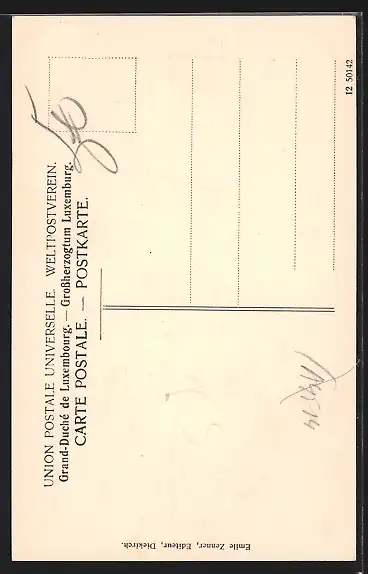 UNION POSTALE UNIVERSELLE. WELTPOSTVEREIN.
Grand-Duché de Luxembourg. — Großherzogtum Luxemburg.
CARTE POSTALE. — POSTKARTE.
12 50142
Emile Zenner, Editeur, Diekirch.